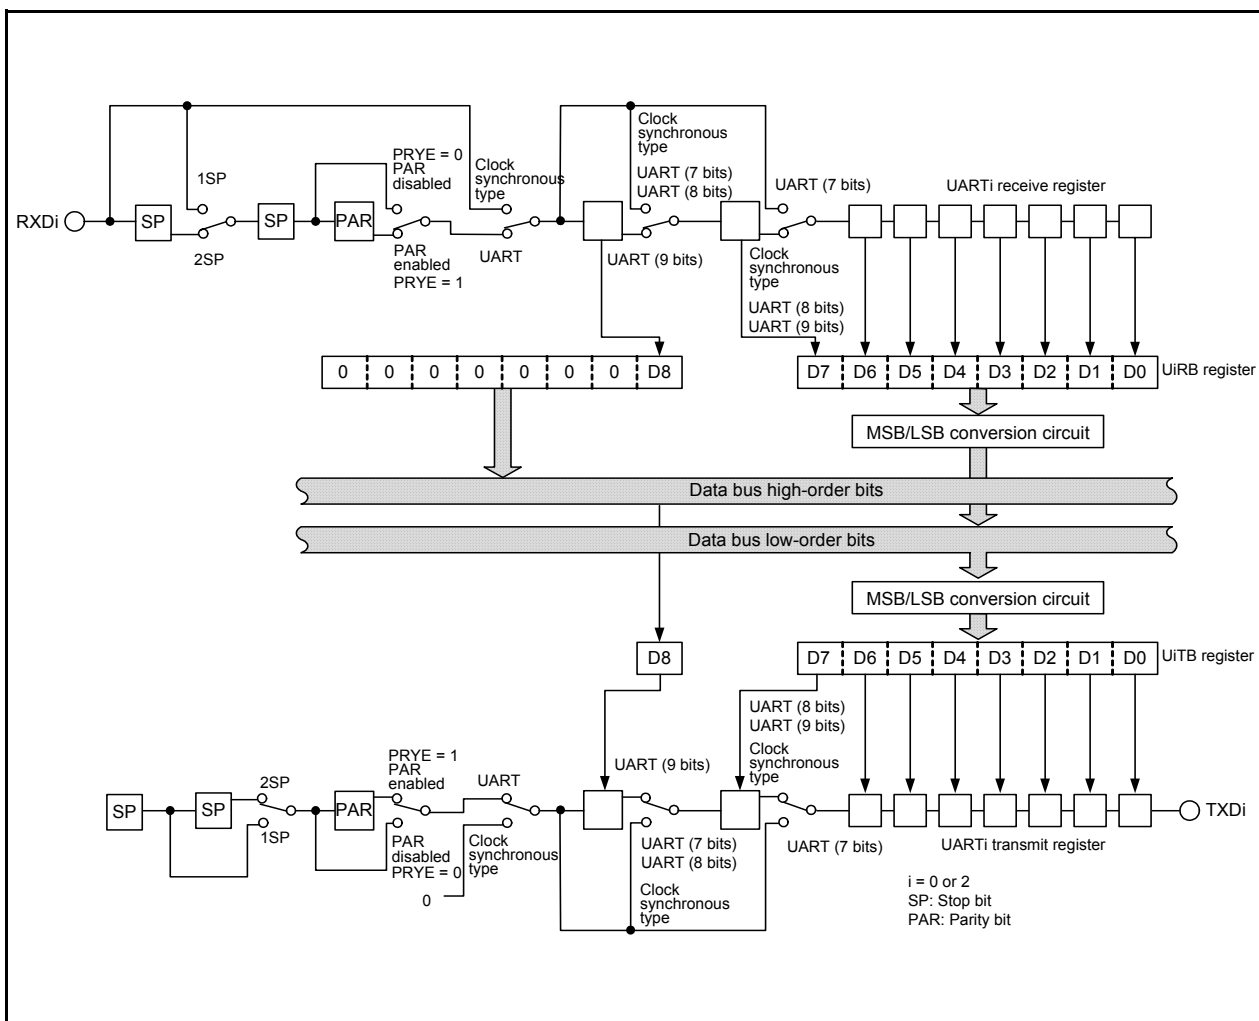 PRYE = 0
PAR
disabled
Clock
synchronous
type
Clock
synchronous
type
UART (7 bits)
UART (8 bits)
UART (7 bits)
UARTi receive register
1SP
RXDi
SP
SP
PAR
2SP
PAR
enabled
PRYE = 1
UART
UART (9 bits)
Clock
synchronous
type
UART (8 bits)
UART (9 bits)
0 0 0 0 0 0 0 D8
D7 D6 D5 D4 D3 D2 D1 D0
UiRB register
MSB/LSB conversion circuit
Data bus high-order bits
Data bus low-order bits
MSB/LSB conversion circuit
D8
D7 D6 D5 D4 D3 D2 D1 D0
UiTB register
UART (8 bits)
UART (9 bits)
Clock
synchronous
type
PRYE = 1
PAR
enabled
2SP
UART
UART (9 bits)
SP
SP
PAR
TXDi
1SP
PAR
disabled
PRYE = 0
Clock
synchronous
type
0
UART (7 bits)
UART (8 bits)
Clock
synchronous
type
UART (7 bits)
UARTi transmit register
i = 0 or 2
SP: Stop bit
PAR: Parity bit